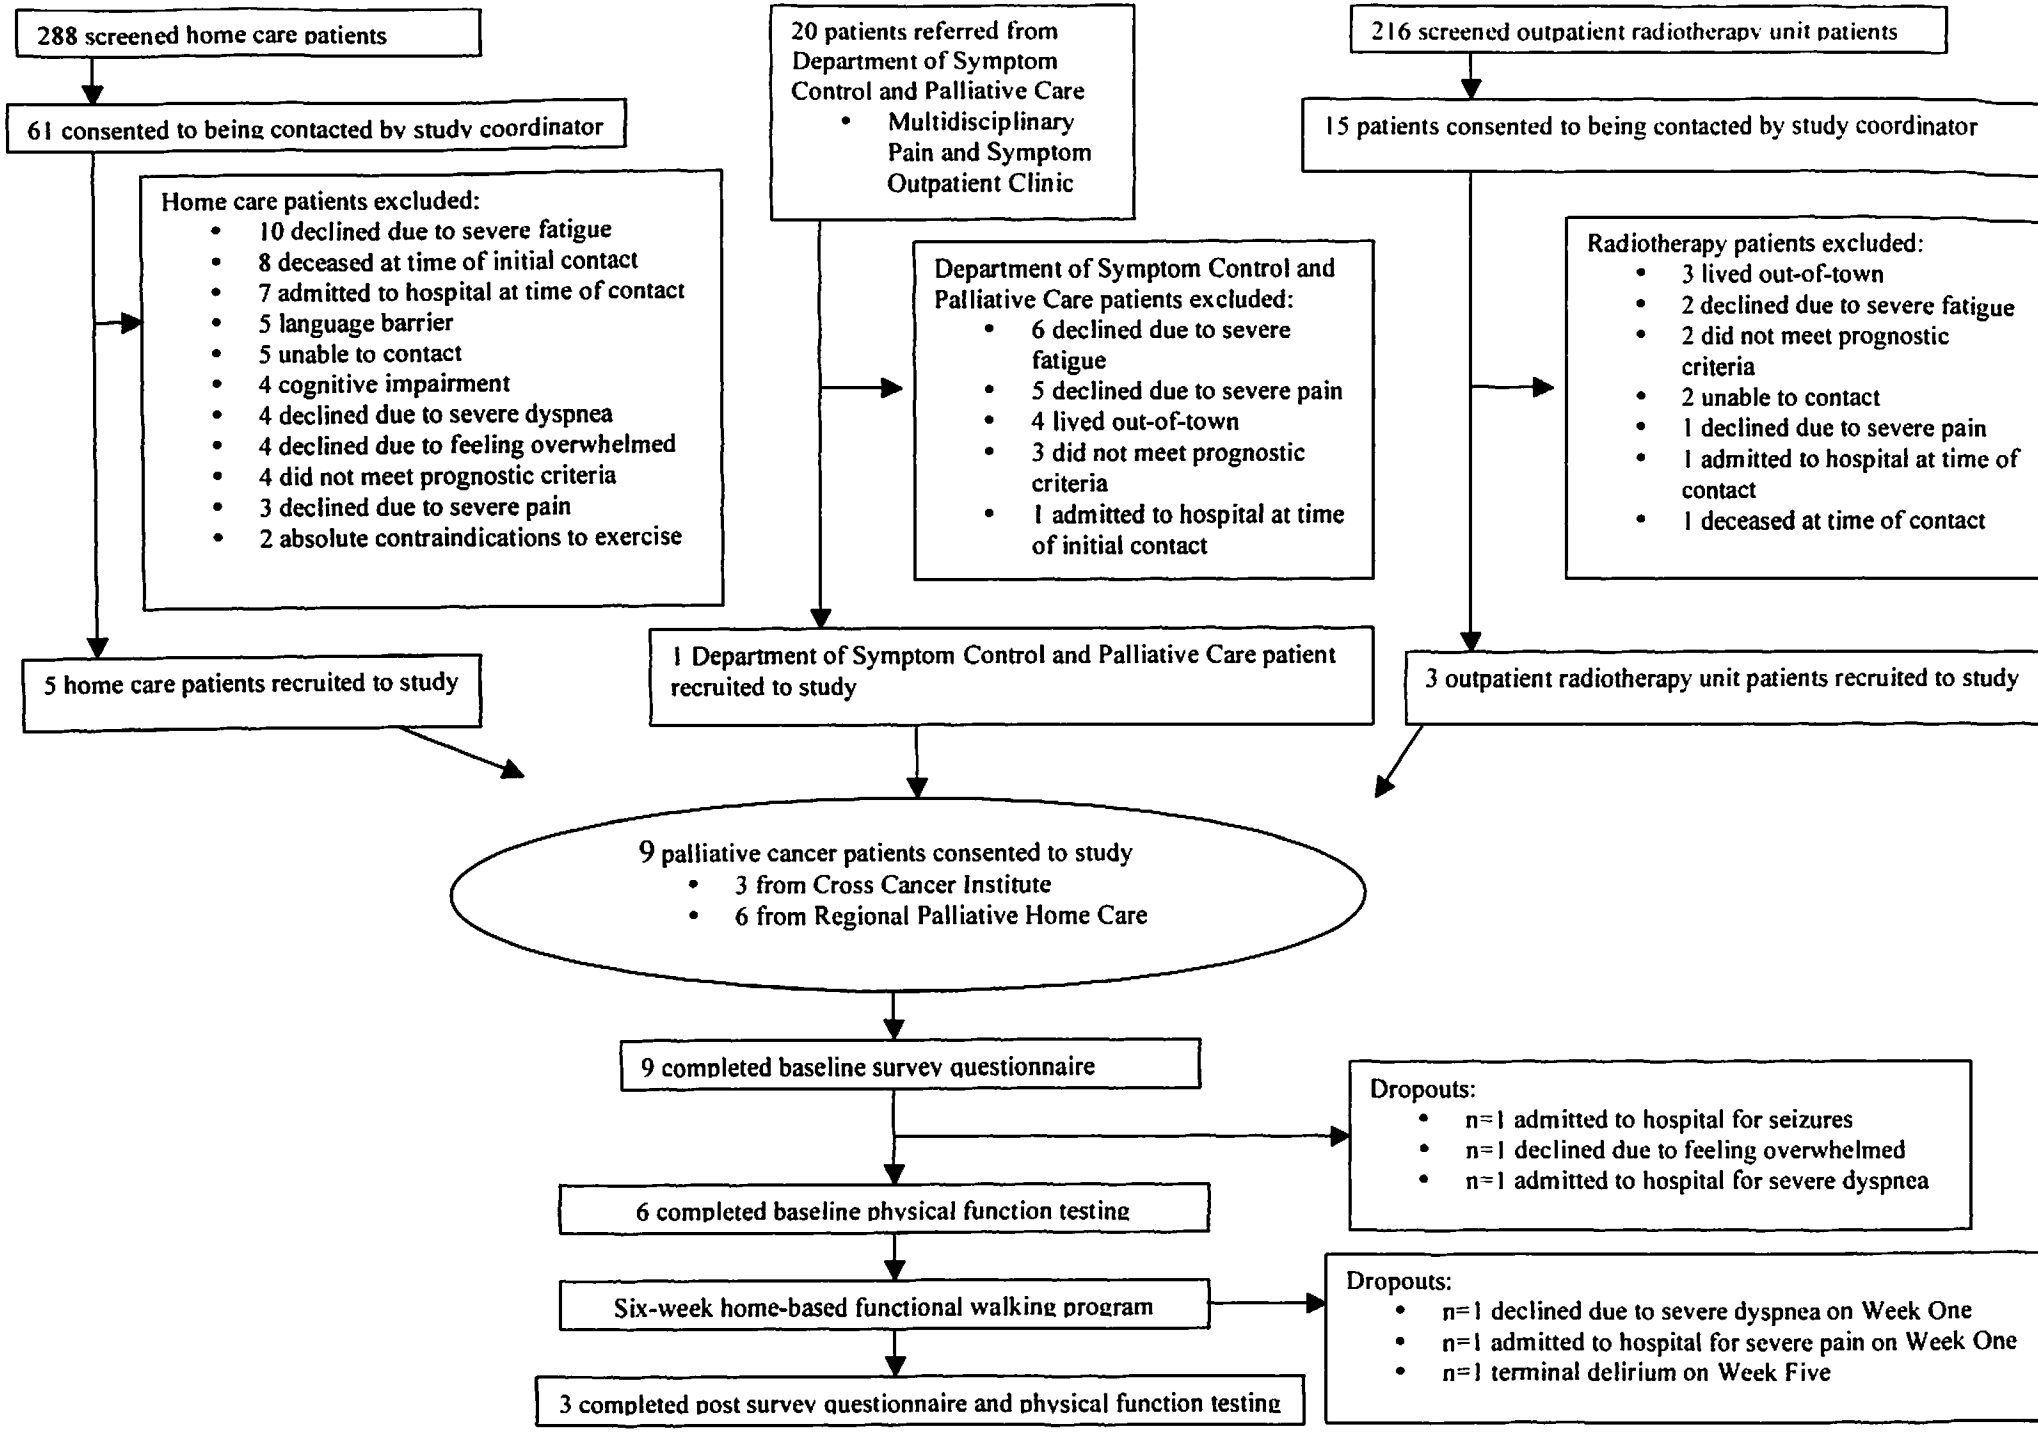 288 screened home care patients
61 consented to being contacted by study coordinator
Home care patients excluded:
• 10 declined due to severe fatigue
• 8 deceased at time of initial contact
• 7 admitted to hospital at time of contact
• 5 language barrier
• 5 unable to contact
• 4 cognitive impairment
• 4 declined due to severe dyspnea
• 4 declined due to feeling overwhelmed
• 4 did not meet prognostic criteria
• 3 declined due to severe pain
• 2 absolute contraindications to exercise
5 home care patients recruited to study
20 patients referred from
Department of Symptom
Control and Palliative Care
• Multidisciplinary
Pain and Symptom
Outpatient Clinic
Department of Symptom Control and
Palliative Care patients excluded:
• 6 declined due to severe
fatigue
• 5 declined due to severe pain
• 4 lived out-of-town
• 3 did not meet prognostic
criteria
• 1 admitted to hospital at time
of initial contact
1 Department of Symptom Control and Palliative Care patient
recruited to study
216 screened outpatient radiotherapy unit patients
15 patients consented to being contacted by study coordinator
Radiotherapy patients excluded:
• 3 lived out-of-town
• 2 declined due to severe fatigue
• 2 did not meet prognostic
criteria
• 2 unable to contact
• 1 declined due to severe pain
• 1 admitted to hospital at time of
contact
• 1 deceased at time of contact
3 outpatient radiotherapy unit patients recruited to study
9 palliative cancer patients consented to study
• 3 from Cross Cancer Institute
• 6 from Regional Palliative Home Care
9 completed baseline survey questionnaire
Dropouts:
• n=1 admitted to hospital for seizures
• n=1 declined due to feeling overwhelmed
• n=1 admitted to hospital for severe dyspnea
6 completed baseline physical function testing
Six-week home-based functional walking program
Dropouts:
• n=1 declined due to severe dyspnea on Week One
• n=1 admitted to hospital for severe pain on Week One
• n=1 terminal delirium on Week Five
3 completed post survey questionnaire and physical function testing